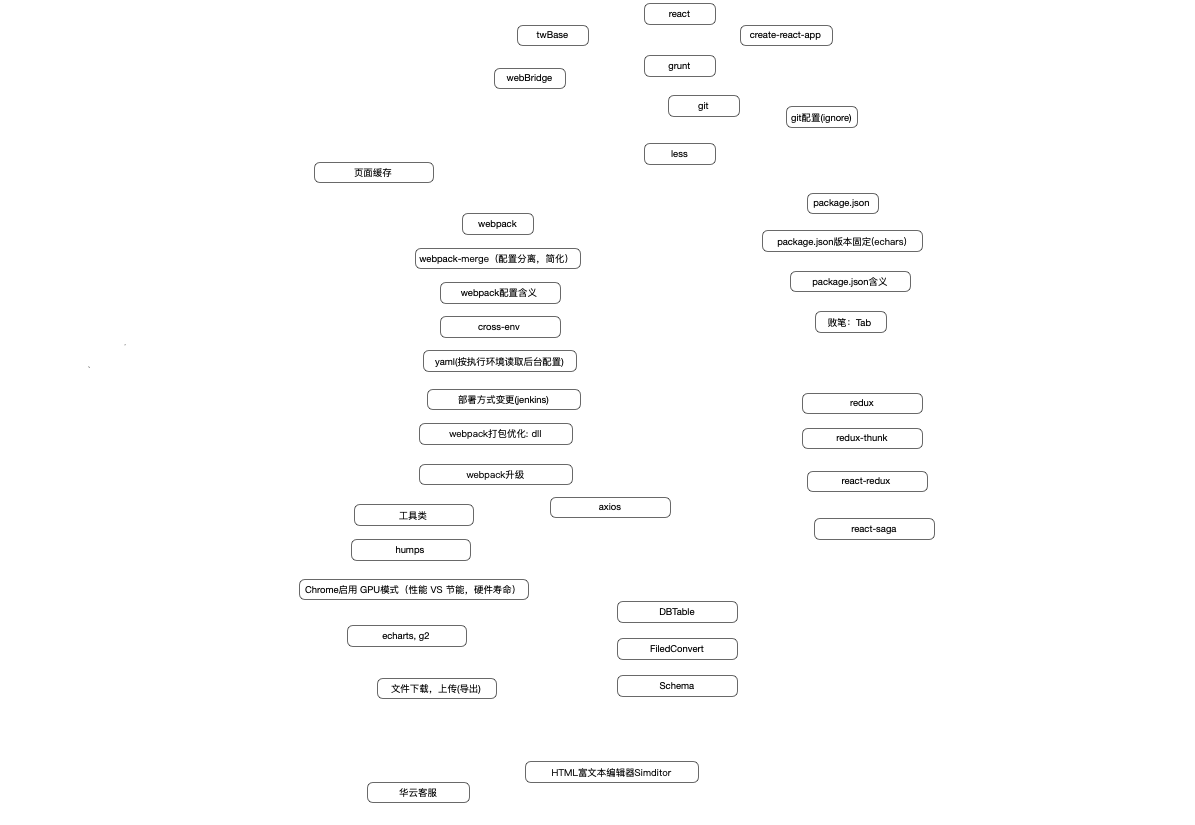 react
twBase
create-react-app
grunt
webBridge
git
git配置(ignore)
less
页面缓存
package.json
webpack
package.json版本固定(echars)
webpack-merge（配置分离，简化）
package.json含义
webpack配置含义
败笔：Tab
cross-env
yaml(按执行环境读取后台配置)
部署方式变更(jenkins)
redux
webpack打包优化: dll
redux-thunk
webpack升级
react-redux
axios
工具类
react-saga
humps
Chrome启用 GPU模式（性能 VS 节能，硬件寿命）
DBTable
echarts, g2
FiledConvert
文件下载，上传(导出)
Schema
HTML富文本编辑器Simditor
华云客服